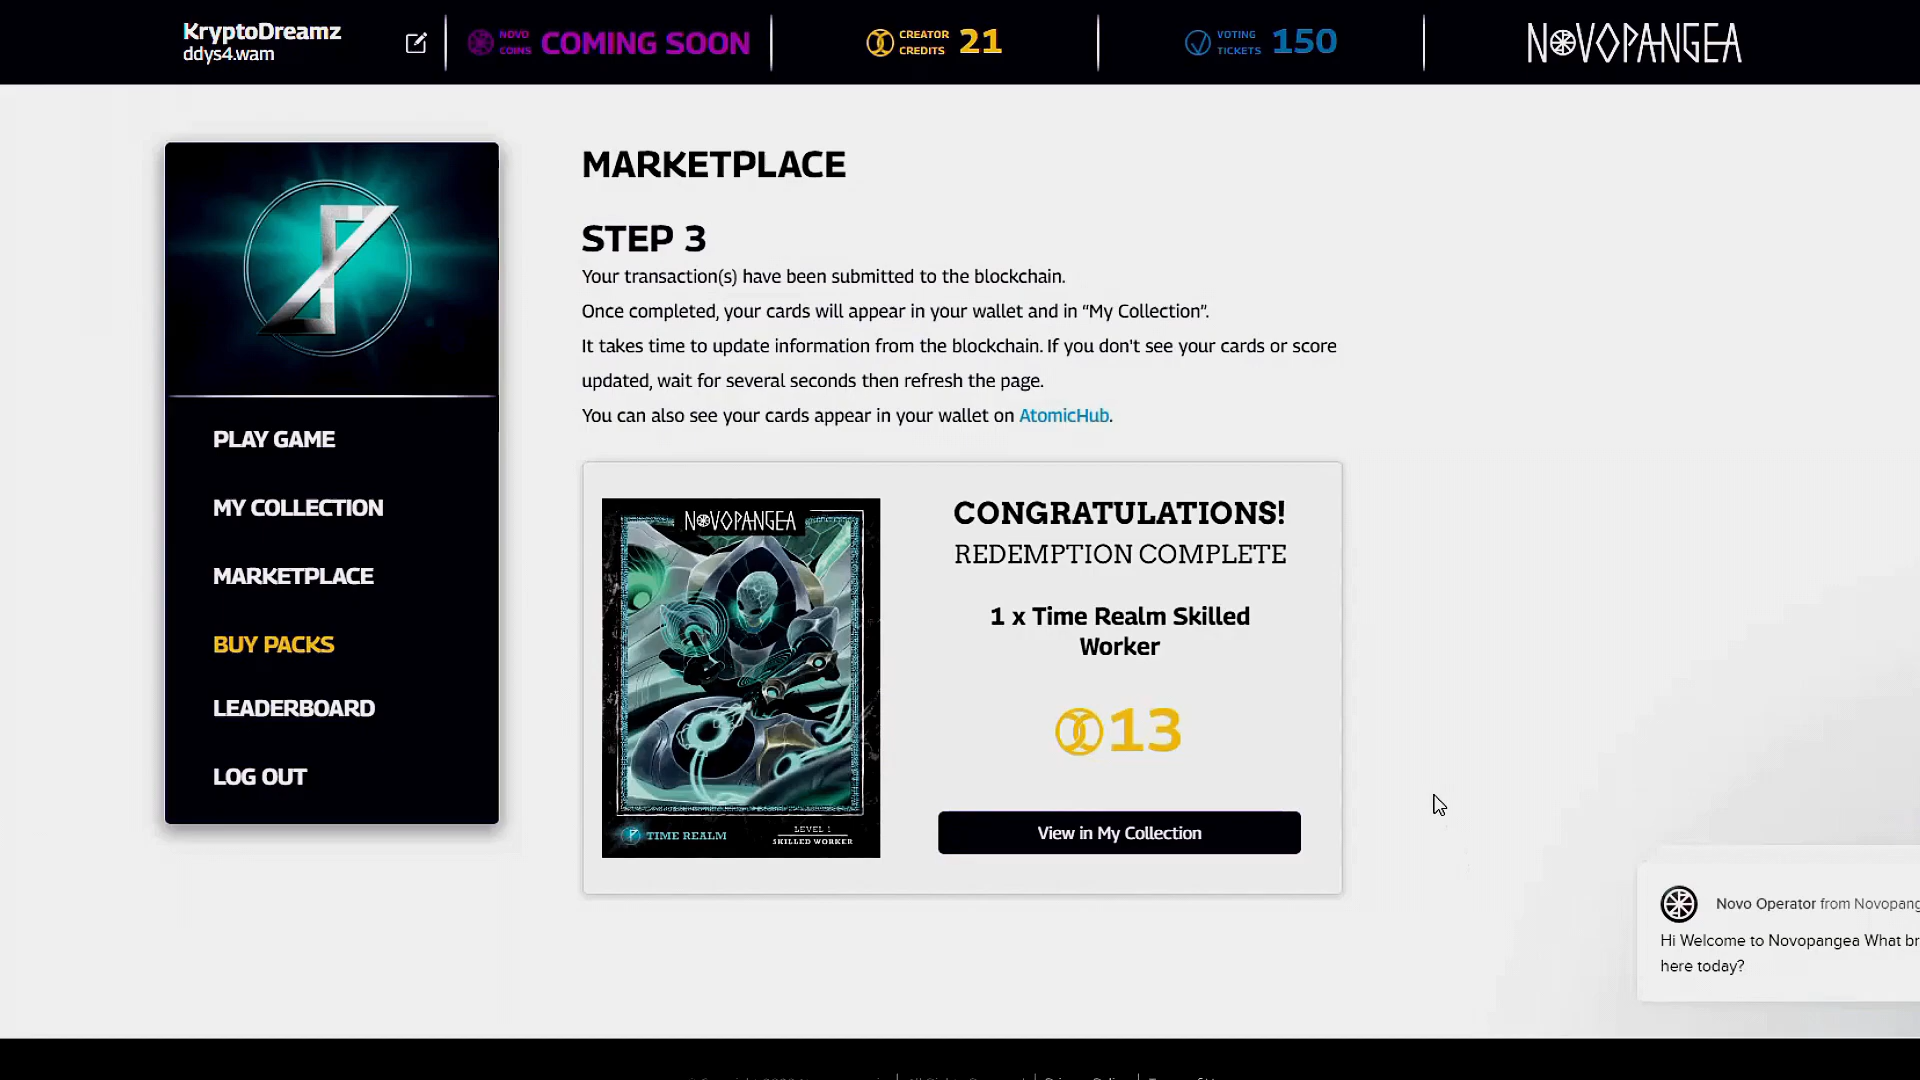 KryptoDreamz
ddys4.wam
NOVO COINS COMING SOON
CREATOR CREDITS 21
VOTING TICKETS 150
NOVOPANGEA
MARKETPLACE
STEP 3
Your transaction(s) have been submitted to the blockchain.
Once completed, your cards will appear in your wallet and in “My Collection”.
It takes time to update information from the blockchain. If you don't see your cards or score
updated, wait for several seconds then refresh the page.
You can also see your cards appear in your wallet on AtomicHub.
PLAY GAME
MY COLLECTION
MARKETPLACE
BUY PACKS
LEADERBOARD
LOG OUT
NOVOPANGEA
TIME REALM
LEVEL 1
SKILLED WORKER
CONGRATULATIONS!
REDEMPTION COMPLETE
1 x Time Realm Skilled
Worker
13
View in My Collection
Novo Operator from Novopang
Hi Welcome to Novopangea What br
here today?